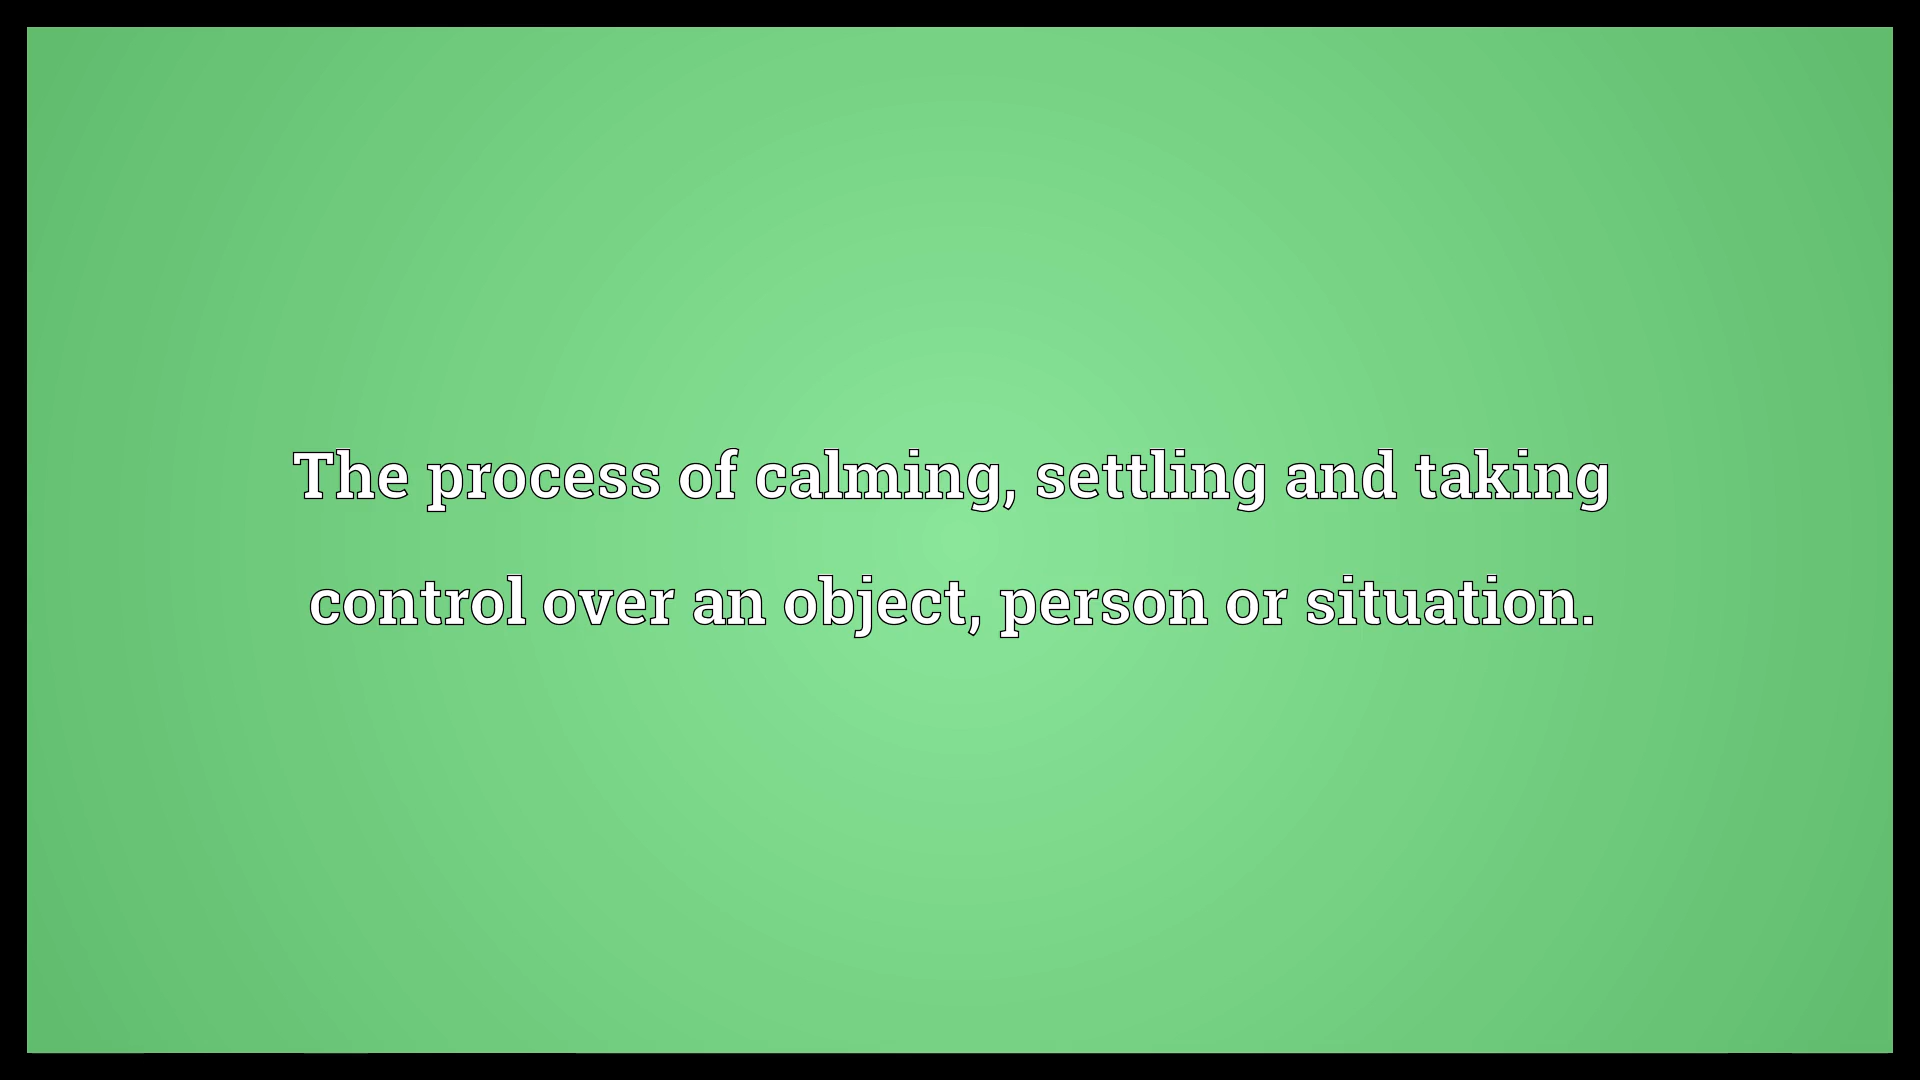 The process of calming, settling and taking
control over an object, person or situation.